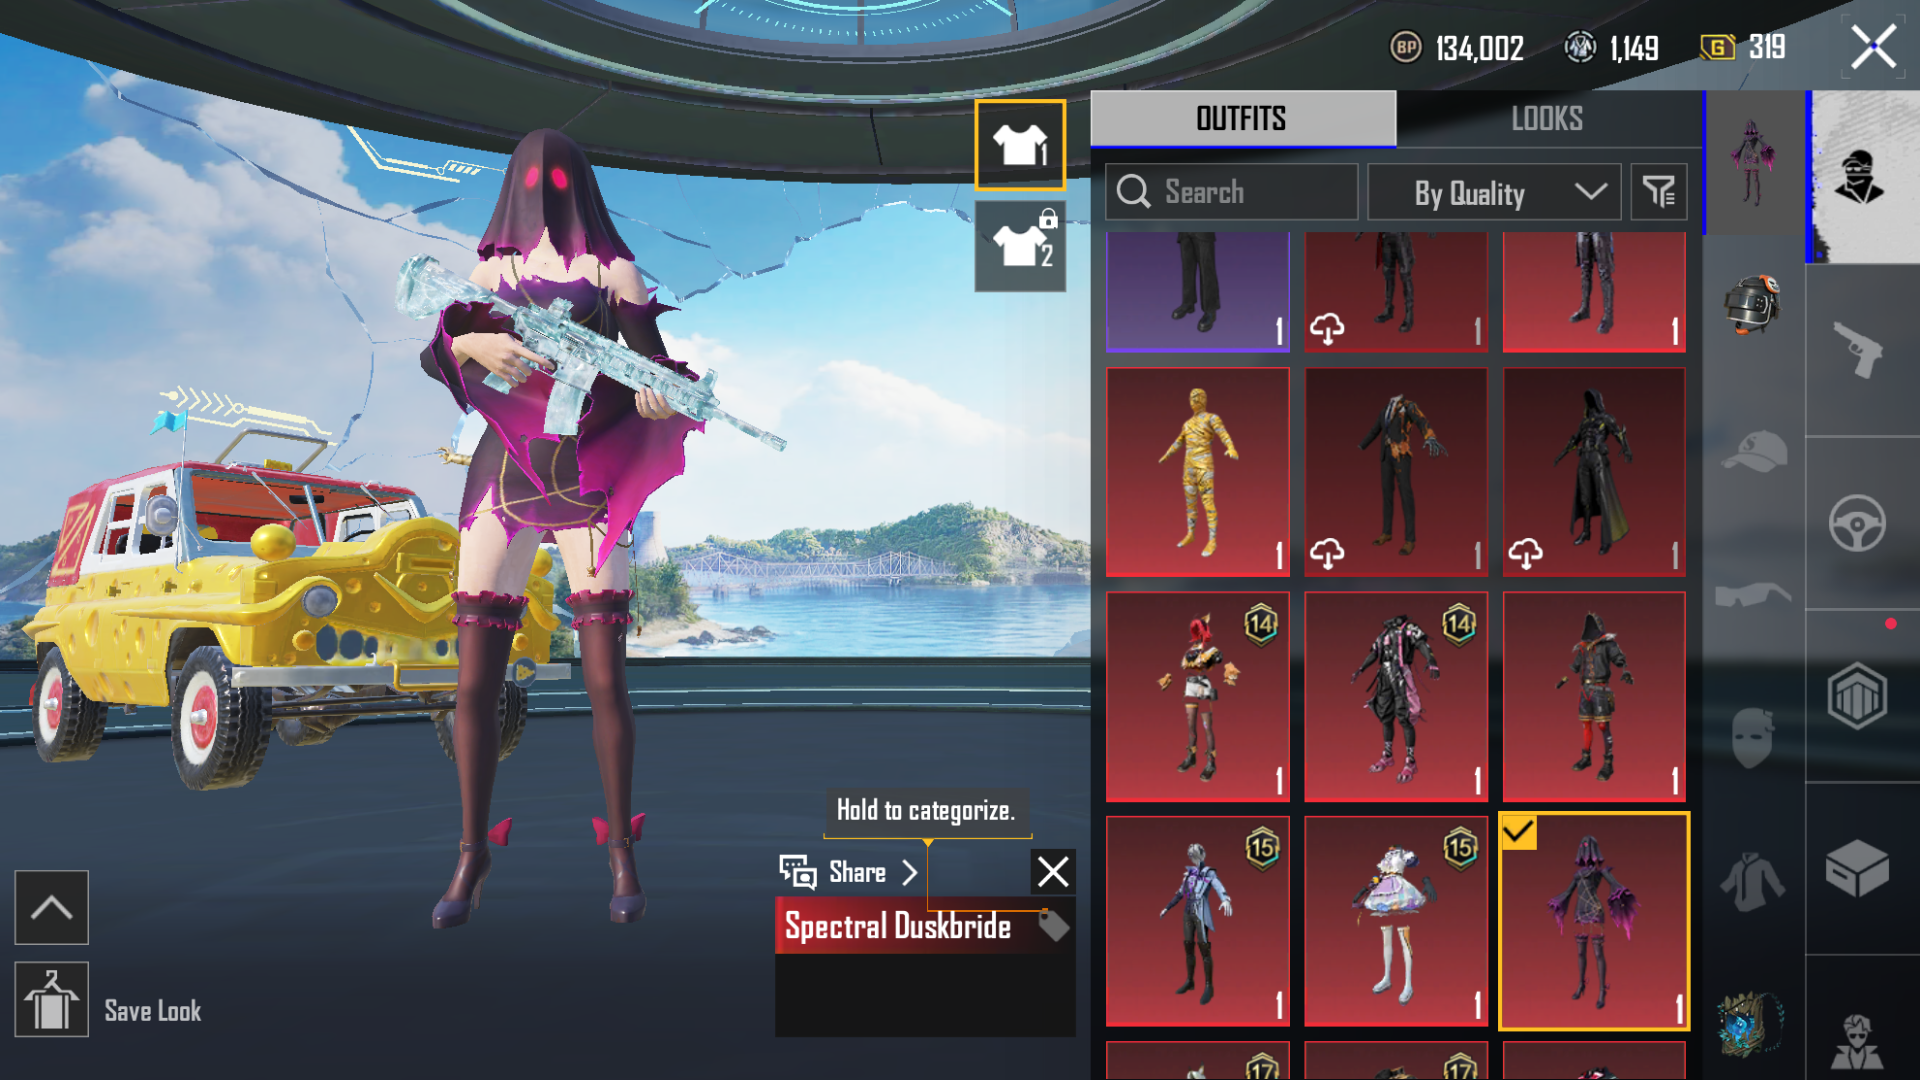 BP 134,002
1,149
G 319
OUTFITS
LOOKS
1
2
Search
By Quality
1
1
1
1
1
1
14
14
1
1
1
15
15
1
1
1
17
17
Hold to categorize.
Share
Spectral Duskbride
Save Look